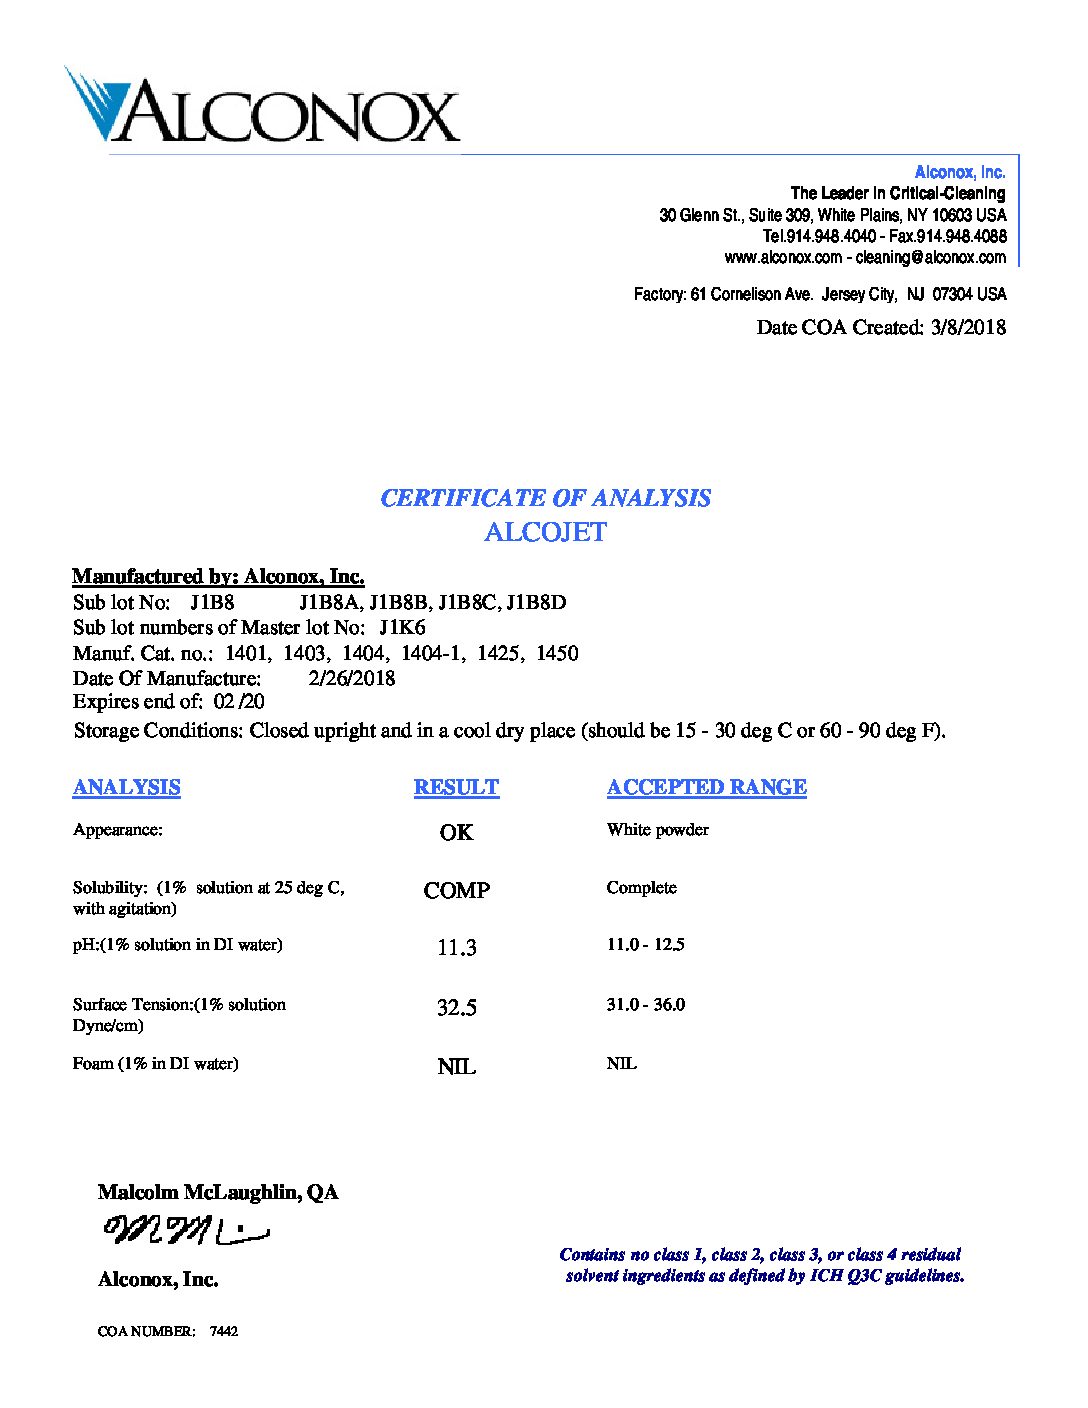 ALCONOX
Alconox, Inc.
The Leader in Critical-Cleaning
30 Glenn St., Suite 309, White Plains, NY 10603 USA
Tel.914.948.4040 - Fax.914.948.4088
www.alconox.com - cleaning@alconox.com
Factory: 61 Cornelison Ave. Jersey City, NJ 07304 USA
Date COA Created: 3/8/2018
CERTIFICATE OF ANALYSIS
ALCOJET
Manufactured by: Alconox, Inc.
Sub lot No: J1B8 J1B8A, J1B8B, J1B8C, J1B8D
Sub lot numbers of Master lot No: J1K6
Manuf. Cat. no.: 1401, 1403, 1404, 1404-1, 1425, 1450
Date Of Manufacture: 2/26/2018
Expires end of: 02 /20
Storage Conditions: Closed upright and in a cool dry place (should be 15 - 30 deg C or 60 - 90 deg F).
ANALYSIS RESULT ACCEPTED RANGE
Appearance: OK White powder
Solubility: (1% solution at 25 deg C, COMP Complete
with agitation)
pH:(1% solution in DI water) 11.3 11.0 - 12.5
Surface Tension:(1% solution 32.5 31.0 - 36.0
Dyne/cm)
Foam (1% in DI water) NIL NIL
Malcolm McLaughlin, QA
Alconox, Inc.
Contains no class 1, class 2, class 3, or class 4 residual
solvent ingredients as defined by ICH Q3C guidelines.
COA NUMBER: 7442